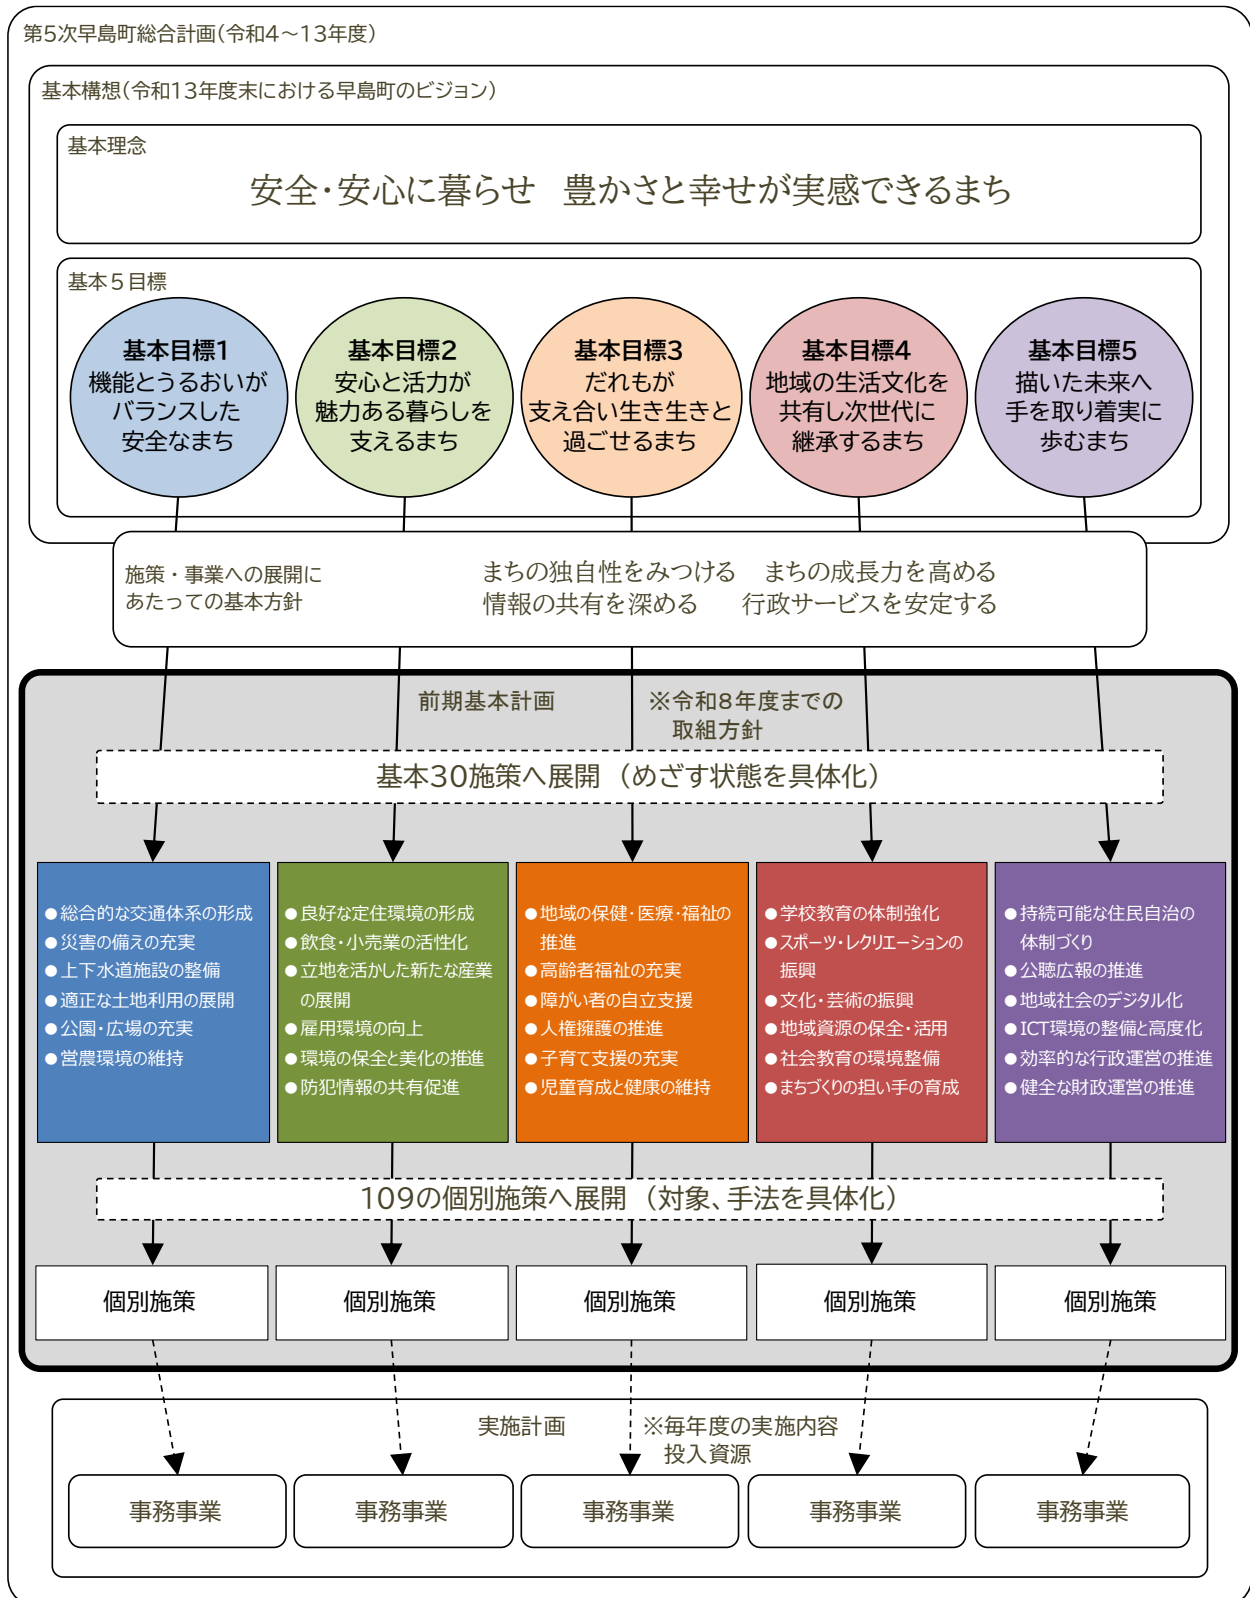 第5次早島町総合計画(令和4～13年度)
基本構想(令和13年度末における早島町のビジョン)
基本理念
安全・安心に暮らせ　豊かさと幸せが実感できるまち
基本５目標
基本目標1
機能とうるおいが
バランスした
安全なまち
基本目標2
安心と活力が
魅力ある暮らしを
支えるまち
基本目標3
だれもが
支え合い生き生きと
過ごせるまち
基本目標4
地域の生活文化を
共有し次世代に
継承するまち
基本目標5
描いた未来へ
手を取り着実に
歩むまち
施策・事業への展開に
あたっての基本方針
まちの独自性をみつける　まちの成長力を高める
情報の共有を深める　行政サービスを安定する
前期基本計画
※令和8年度までの
取組方針
基本30施策へ展開　(めざす状態を具体化)
●総合的な交通体系の形成
●災害の備えの充実
●上下水道施設の整備
●適正な土地利用の展開
●公園・広場の充実
●営農環境の維持
●良好な定住環境の形成
●飲食・小売業の活性化
●立地を活かした新たな産業
の展開
●雇用環境の向上
●環境の保全と美化の推進
●防犯情報の共有促進
●地域の保健・医療・福祉の
推進
●高齢者福祉の充実
●障がい者の自立支援
●人権擁護の推進
●子育て支援の充実
●児童育成と健康の維持
●学校教育の体制強化
●スポーツ・レクリエーションの
振興
●文化・芸術の振興
●地域資源の保全・活用
●社会教育の環境整備
●まちづくりの担い手の育成
●持続可能な住民自治の
体制づくり
●公聴広報の推進
●地域社会のデジタル化
●ICT環境の整備と高度化
●効率的な行政運営の推進
●健全な財政運営の推進
109の個別施策へ展開　(対象、手法を具体化)
個別施策
個別施策
個別施策
個別施策
個別施策
実施計画
※毎年度の実施内容
投入資源
事務事業
事務事業
事務事業
事務事業
事務事業